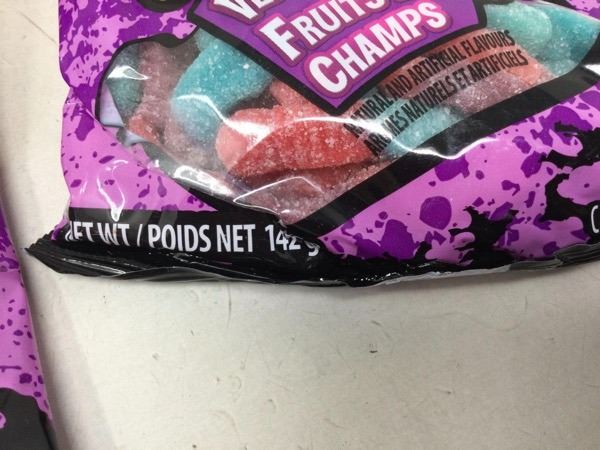 FRUITS
CHAMPS
NATURAL AND ARTIFICIAL FLAVOURS
ARÔMES NATURELS ET ARTIFICIELS
NET WT / POIDS NET 142 g